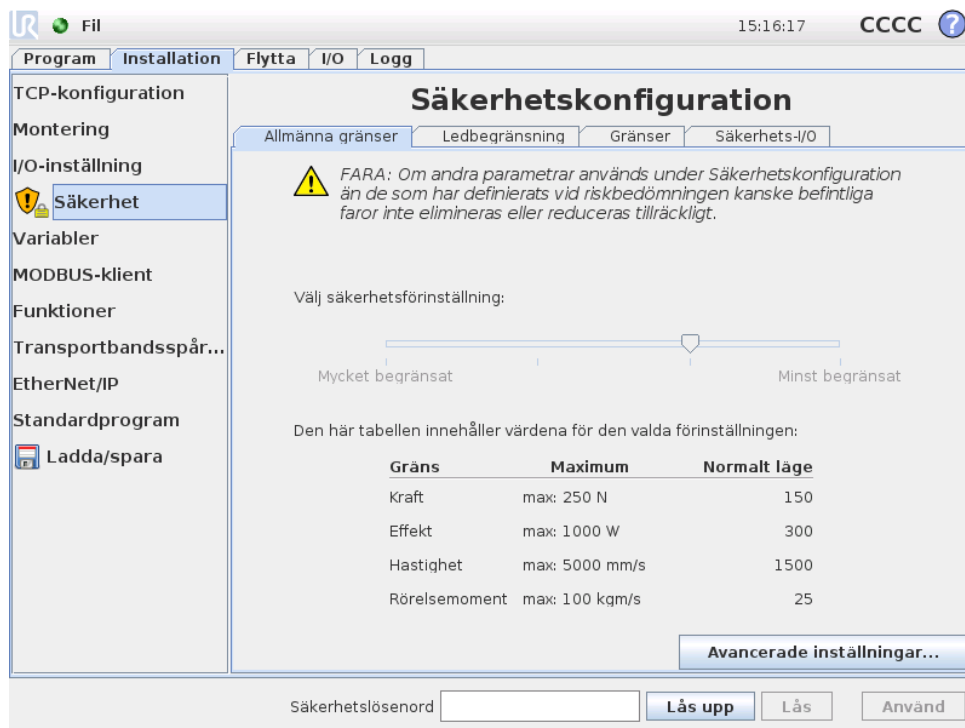 UR Fil 15:16:17 CCCC ?
Program Installation Flytta I/O Logg
TCP-konfiguration
Montering
I/O-inställning
Säkerhet
Variabler
MODBUS-klient
Funktioner
Transportbandsspår...
EtherNet/IP
Standardprogram
Ladda/spara
Säkerhetskonfiguration
Allmänna gränser Ledbegränsning Gränser Säkerhets-I/O
FARA: Om andra parametrar används under Säkerhetskonfiguration
än de som har definierats vid riskbedömningen kanske befintliga
faror inte elimineras eller reduceras tillräckligt.
Välj säkerhetsförinställning:
Mycket begränsat Minst begränsat
Den här tabellen innehåller värdena för den valda förinställningen:
Gräns Maximum Normalt läge
Kraft max: 250 N 150
Effekt max: 1000 W 300
Hastighet max: 5000 mm/s 1500
Rörelsemoment max: 100 kgm/s 25
Avancerade inställningar...
Säkerhetslösenord Lås upp Lås Använd